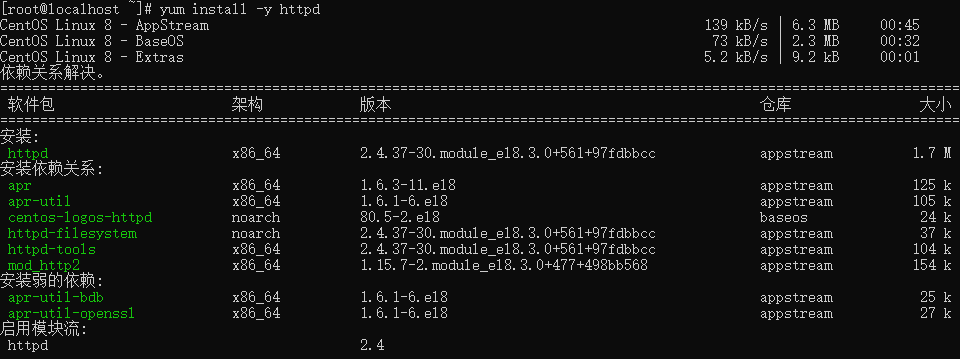 [root@localhost ~]# yum install -y httpd
CentOS Linux 8 - AppStream 139 kB/s | 6.3 MB 00:45
CentOS Linux 8 - BaseOS 73 kB/s | 2.3 MB 00:32
CentOS Linux 8 - Extras 5.2 kB/s | 9.2 kB 00:01
依赖关系解决。
================================================================================
软件包 架构 版本 仓库 大小
================================================================================
安装:
httpd x86_64 2.4.37-30.module_el8.3.0+561+97fdbbcc appstream 1.7 M
安装依赖关系:
apr x86_64 1.6.3-11.el8 appstream 125 k
apr-util x86_64 1.6.1-6.el8 appstream 105 k
centos-logos-httpd noarch 80.5-2.el8 baseos 24 k
httpd-filesystem noarch 2.4.37-30.module_el8.3.0+561+97fdbbcc appstream 37 k
httpd-tools x86_64 2.4.37-30.module_el8.3.0+561+97fdbbcc appstream 104 k
mod_http2 x86_64 1.15.7-2.module_el8.3.0+477+498bb568 appstream 154 k
安装弱的依赖:
apr-util-bdb x86_64 1.6.1-6.el8 appstream 25 k
apr-util-openssl x86_64 1.6.1-6.el8 appstream 27 k
启用模块流:
httpd 2.4